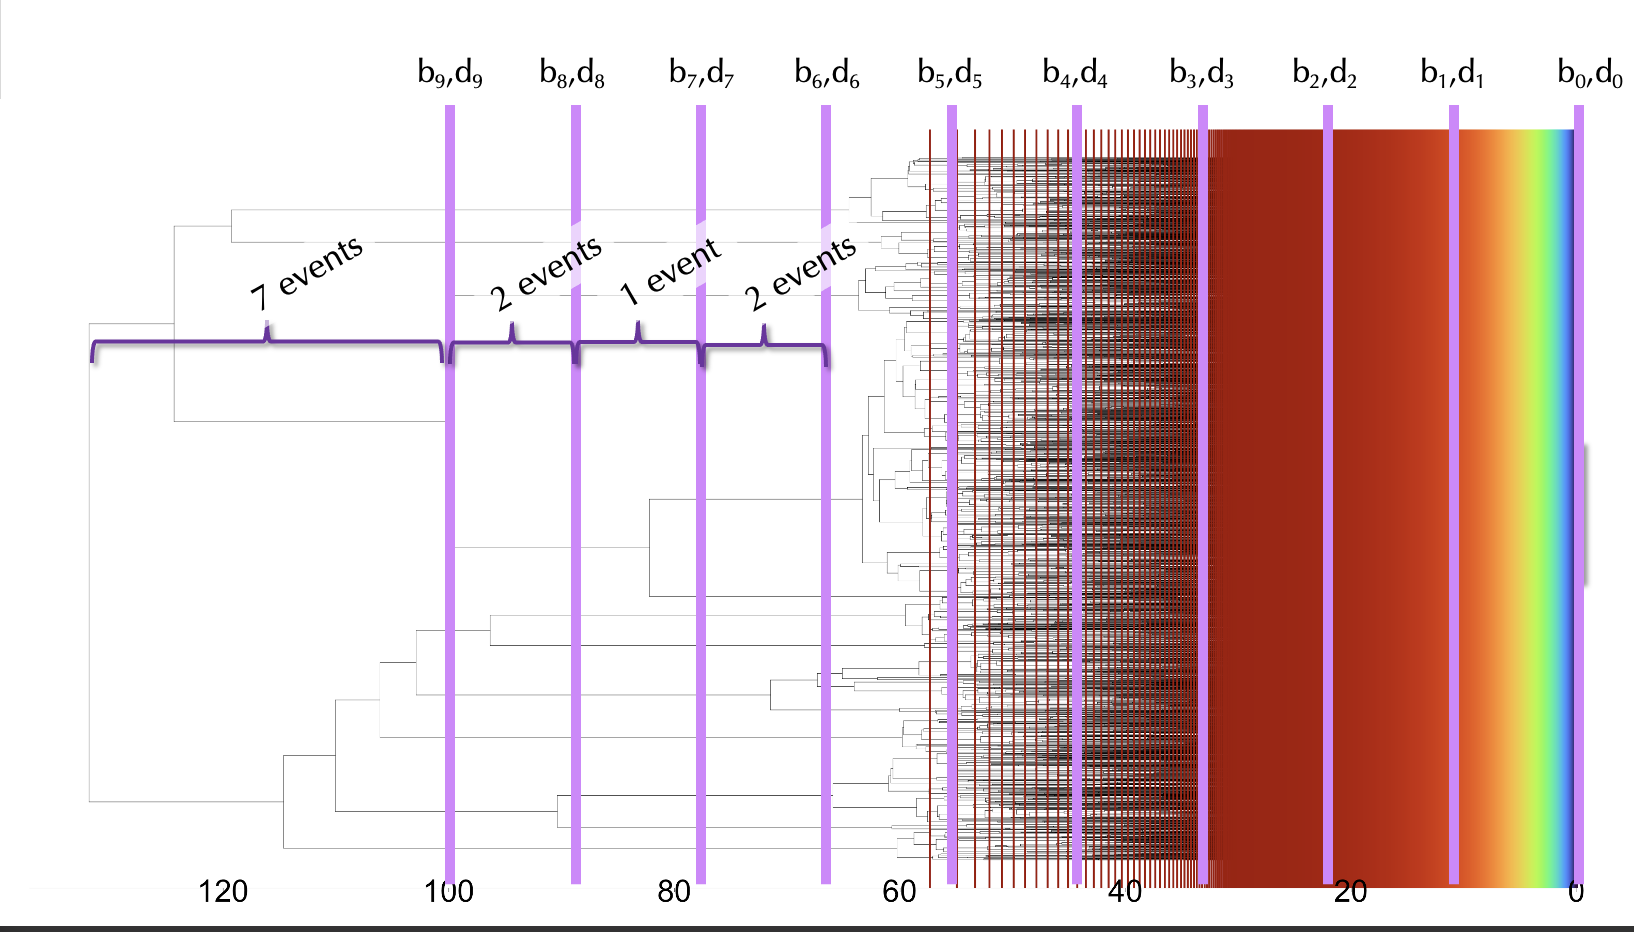 b₉,d₉ b₈,d₈ b₇,d₇ b₆,d₆ b₅,d₅ b₄,d₄ b₃,d₃ b₂,d₂ b₁,d₁ b₀,d₀
7 events 2 events 1 event 2 events
120 100 80 60 40 20 0